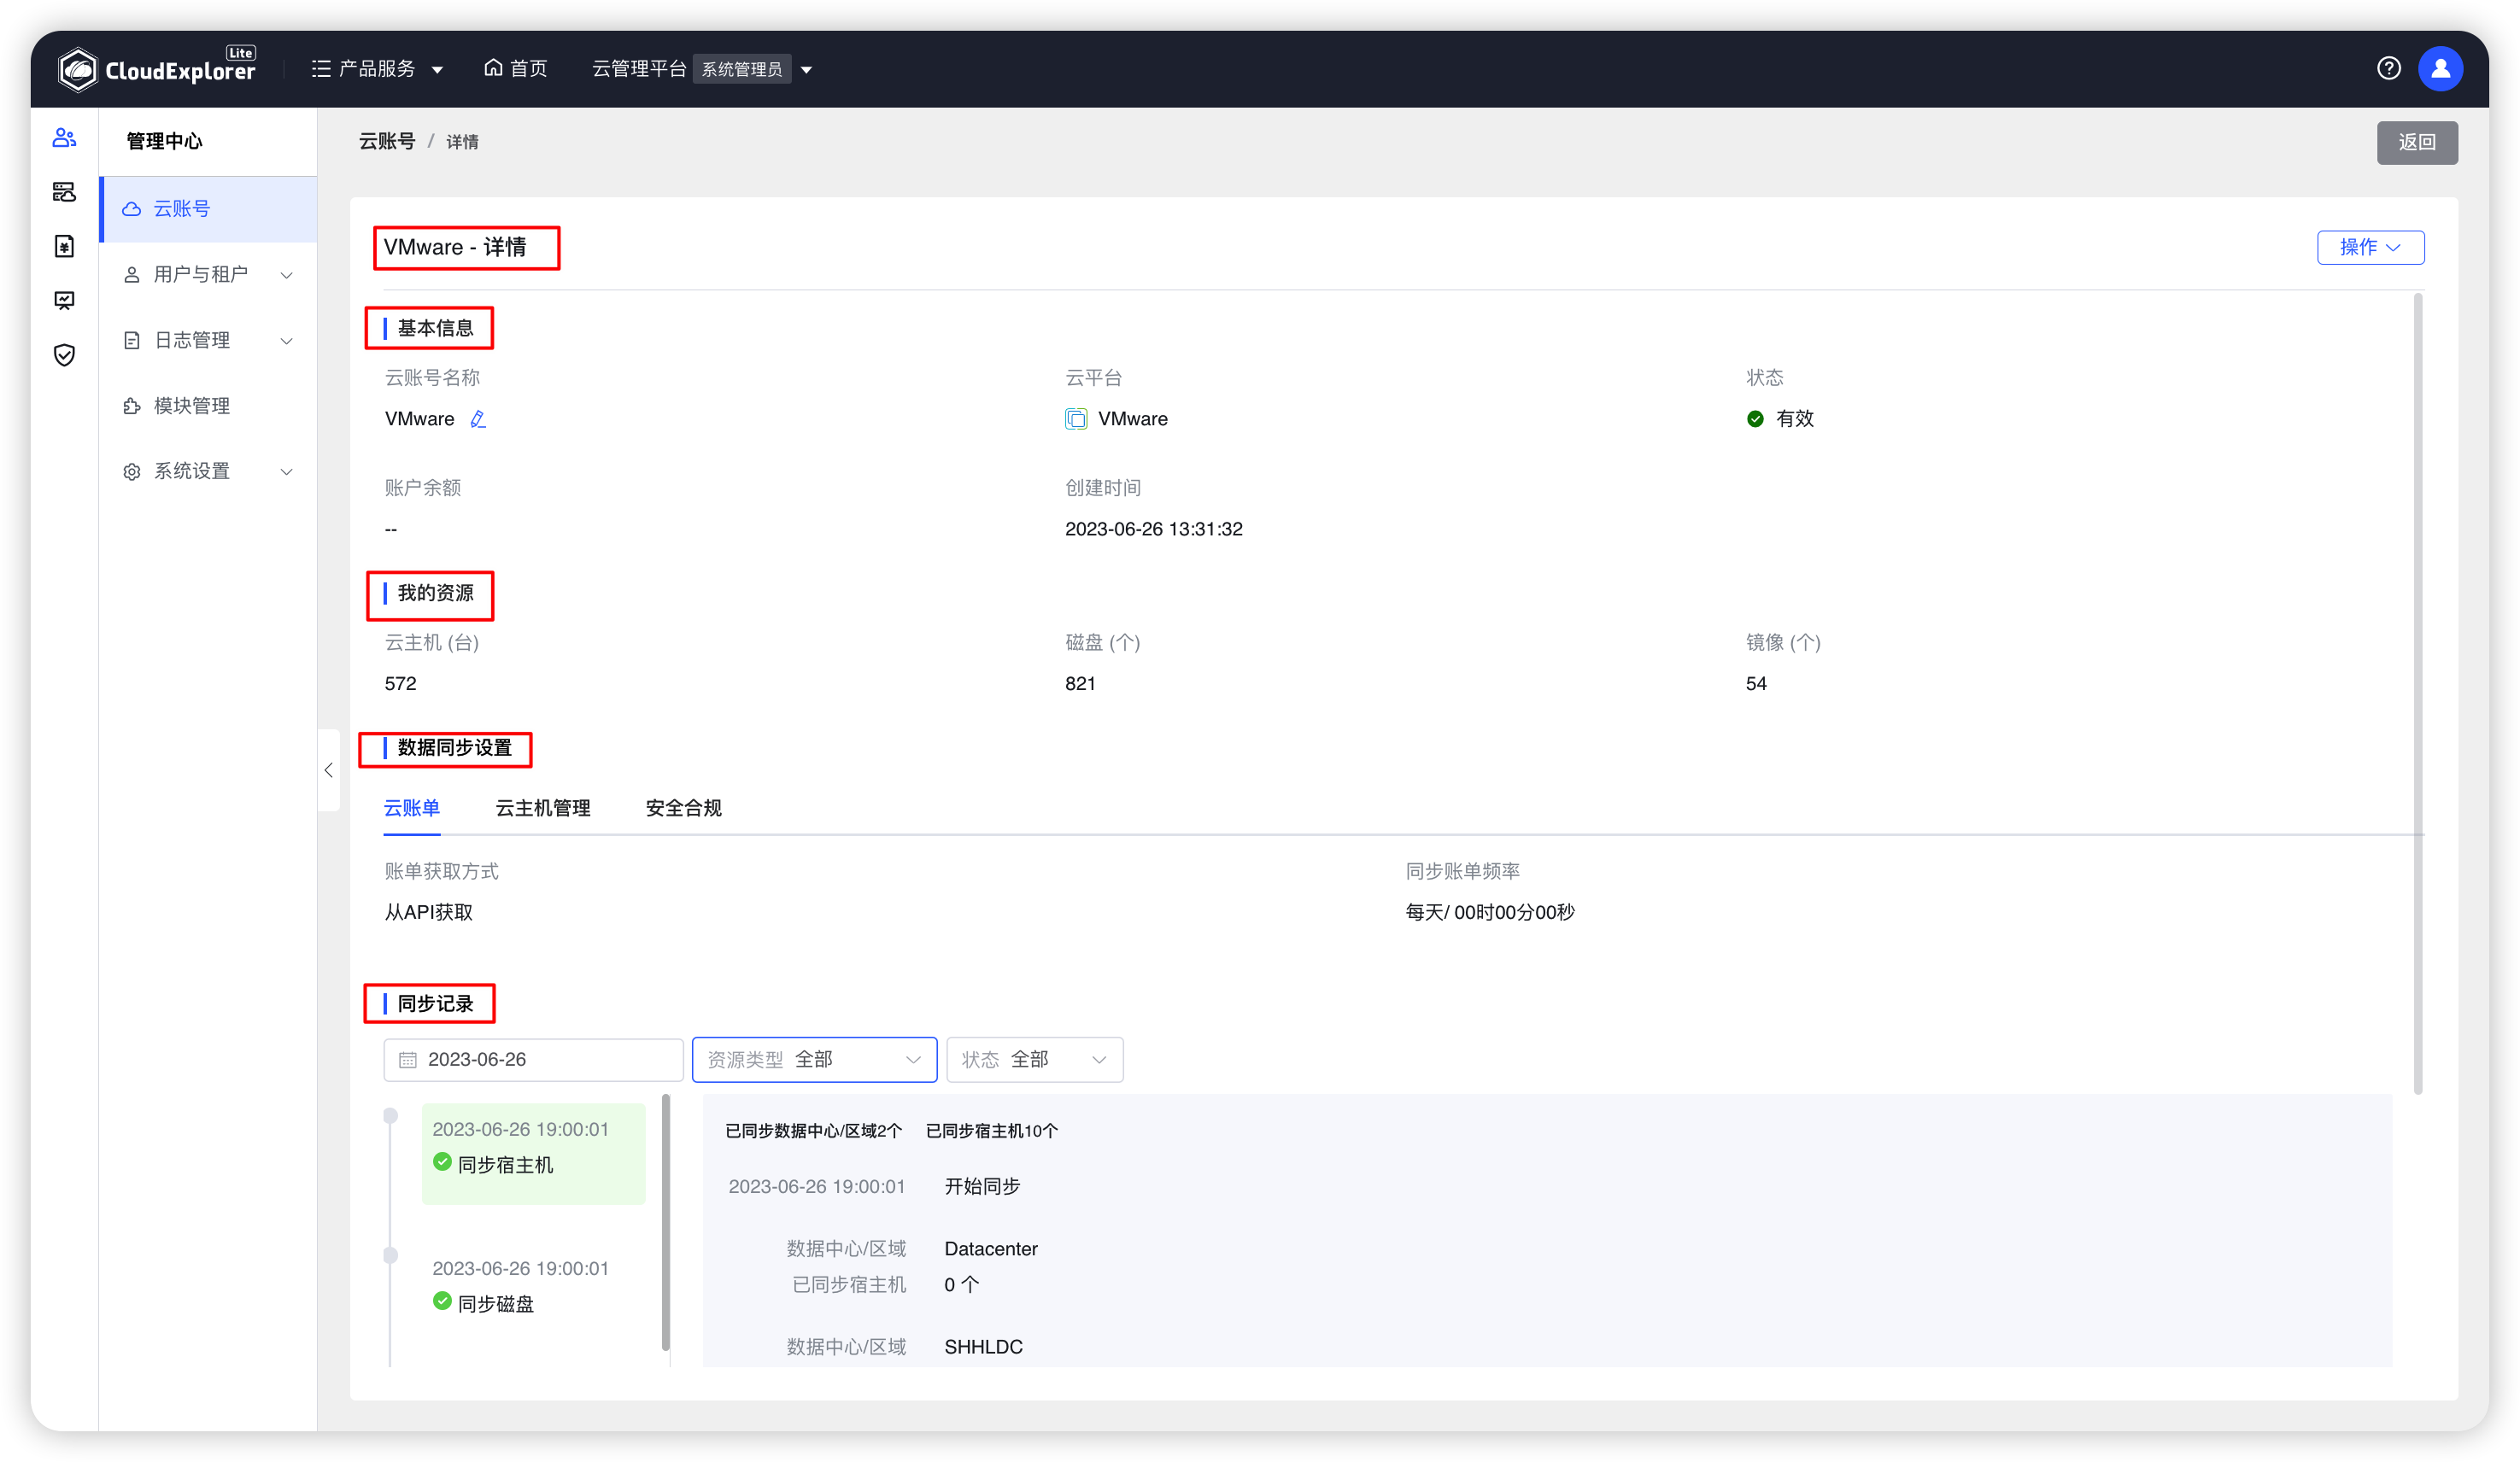 CloudExplorer Lite
产品服务
首页
云管理平台 系统管理员
管理中心
云账号
用户与租户
日志管理
模块管理
系统设置
云账号 / 详情
返回
VMware - 详情
操作
基本信息
云账号名称 云平台 状态
VMware VMware 有效
账户余额 创建时间
-- 2023-06-26 13:31:32
我的资源
云主机 (台) 磁盘 (个) 镜像 (个)
572 821 54
数据同步设置
云账单 云主机管理 安全合规
账单获取方式 同步账单频率
从API获取 每天/ 00时00分00秒
同步记录
2023-06-26 资源类型 全部 状态 全部
2023-06-26 19:00:01
同步宿主机
2023-06-26 19:00:01
同步磁盘
已同步数据中心/区域2个 已同步宿主机10个
2023-06-26 19:00:01 开始同步
数据中心/区域 Datacenter
已同步宿主机 0 个
数据中心/区域 SHHLDC